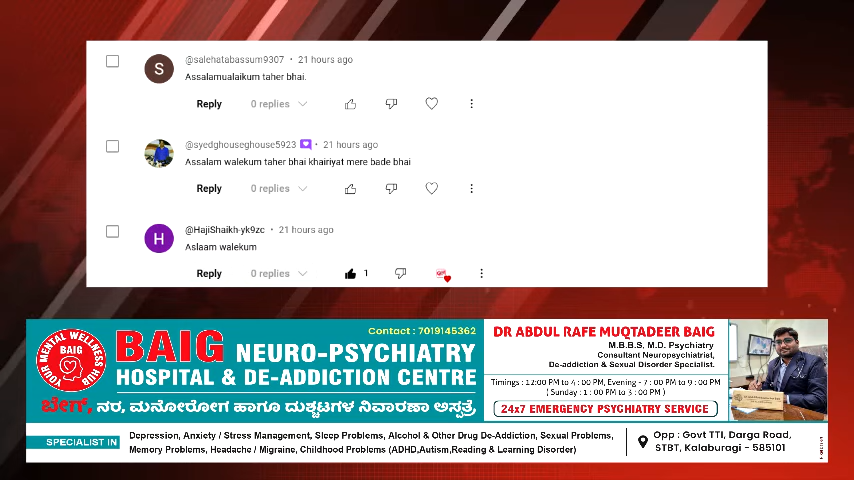 @salehatabassum9307 • 21 hours ago
S
Assalamualaikum taher bhai.
Reply 0 replies
@syedghouseghouse5923 • 21 hours ago
Assalam walekum taher bhai khairiyat mere bade bhai
Reply 0 replies
@HajiShaikh-yk9zc • 21 hours ago
H
Aslaam walekum
Reply 0 replies 1
Contact : 7019145362
YOUR MENTAL WELLNESS HUB
BAIG
BAIG NEURO-PSYCHIATRY
HOSPITAL & DE-ADDICTION CENTRE
ಬೇಗ್, ನರ, ಮನೋರೋಗ ಹಾಗೂ ದುಶ್ಚಟಗಳ ನಿವಾರಣಾ ಆಸ್ಪತ್ರೆ
DR ABDUL RAFE MUQTADEER BAIG
M.B.B.S, M.D. Psychiatry
Consultant Neuropsychiatrist,
De-addiction & Sexual Disorder Specialist.
Timings : 12:00 PM to 4 : 00 PM, Evening - 7 : 00 PM to 9 : 00 PM
( Sunday : 1 : 00 PM to 3 : 00 PM )
24x7 EMERGENCY PSYCHIATRY SERVICE
SPECIALIST IN
Depression, Anxiety / Stress Management, Sleep Problems, Alcohol & Other Drug De-Addiction, Sexual Problems,
Memory Problems, Headache / Migraine, Childhood Problems (ADHD,Autism,Reading & Learning Disorder)
Opp : Govt TTI, Darga Road,
STBT, Kalaburagi - 585101